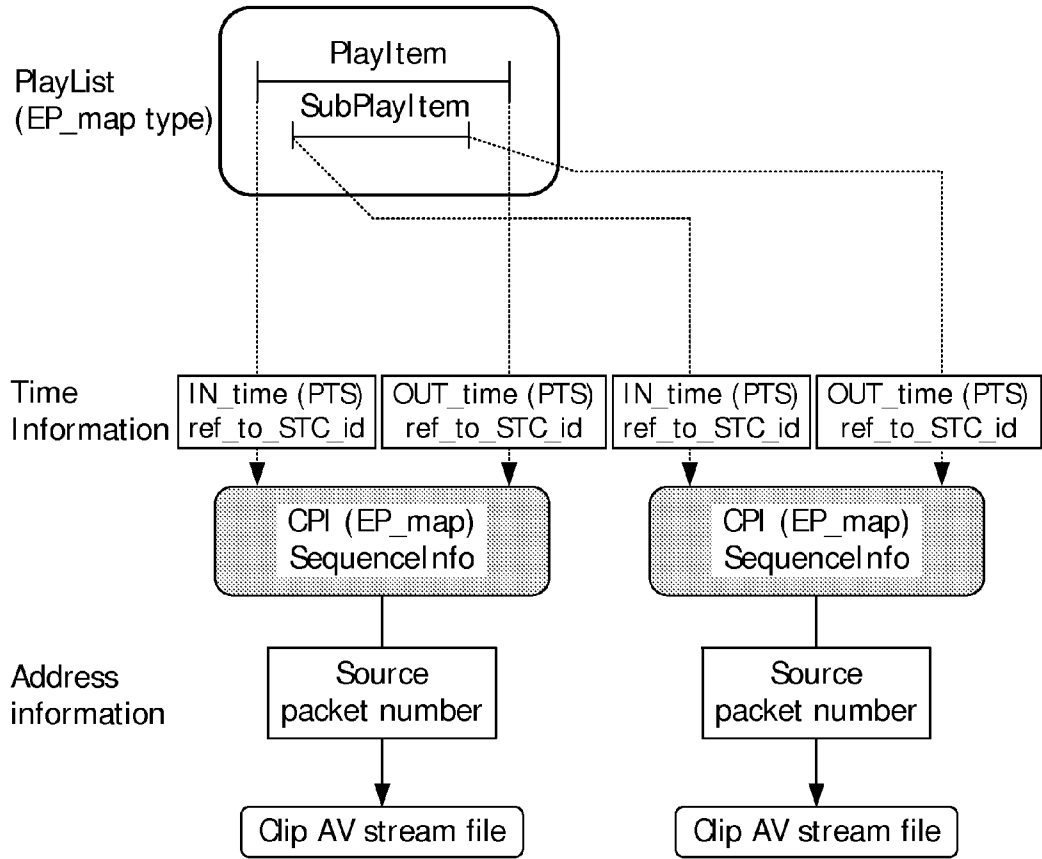 PlayItem
PlayList
(EP_map type)
SubPlayItem
Time
Information
IN_time (PTS)
ref_to_STC_id
OUT_time (PTS)
ref_to_STC_id
IN_time (PTS)
ref_to_STC_id
OUT_time (PTS)
ref_to_STC_id
CPI (EP_map)
SequenceInfo
CPI (EP_map)
SequenceInfo
Address
information
Source
packet number
Source
packet number
Clip AV stream file
Clip AV stream file